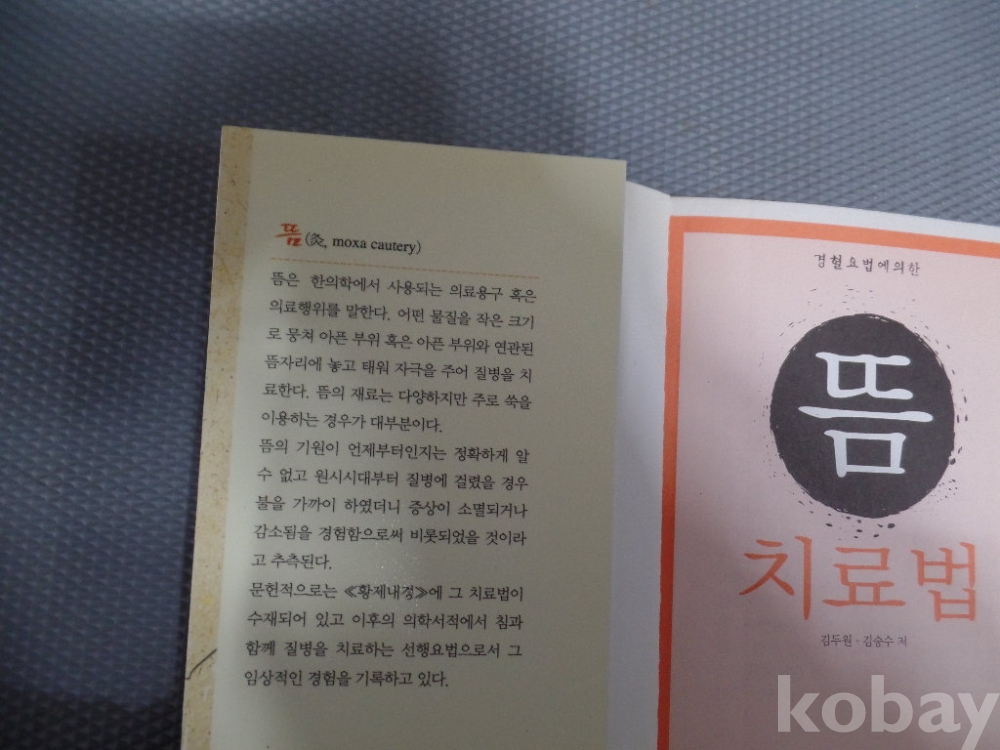 뜸(灸, moxa cautery)
뜸은 한의학에서 사용되는 의료용구 혹은
의료행위를 말한다. 어떤 물질을 작은 크기
로 뭉쳐 아픈 부위 혹은 아픈 부위와 연관된
뜸자리에 놓고 태워 자극을 주어 질병을 치
료한다. 뜸의 재료는 다양하지만 주로 쑥을
이용하는 경우가 대부분이다.
뜸의 기원이 언제부터인지는 정확하게 알
수 없고 원시시대부터 질병에 걸렸을 경우
불을 가까이 하였더니 증상이 소멸되거나
감소됨을 경험함으로써 비롯되었을 것이라
고 추측된다.
문헌적으로는 ≪황제내경≫에 그 치료법이
수재되어 있고 이후의 의학서적에서 침과
함께 질병을 치료하는 선행요법으로서 그
임상적인 경험을 기록하고 있다.
경혈요법에의한
뜸
치료법
김두원 · 김승수 저
kobay